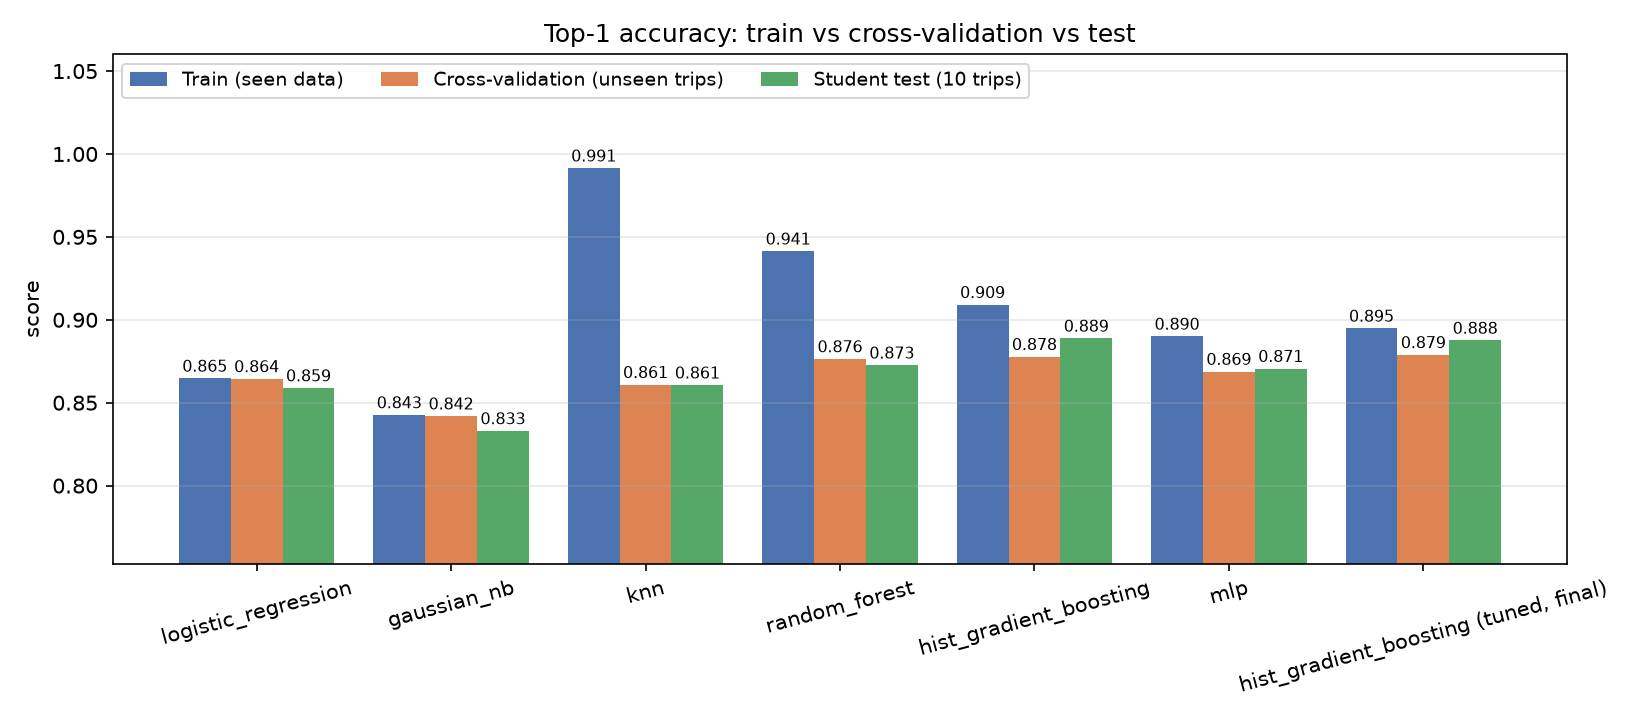 Top-1 accuracy: train vs cross-validation vs test
Train (seen data) Cross-validation (unseen trips) Student test (10 trips)
score
1.05
1.00
0.95
0.90
0.85
0.80
0.865 0.864 0.859
0.843 0.842 0.833
0.991 0.861 0.861
0.941 0.876 0.873
0.909 0.878 0.889
0.890 0.869 0.871
0.895 0.879 0.888
logistic_regression
gaussian_nb
knn
random_forest
hist_gradient_boosting
mlp
hist_gradient_boosting (tuned, final)